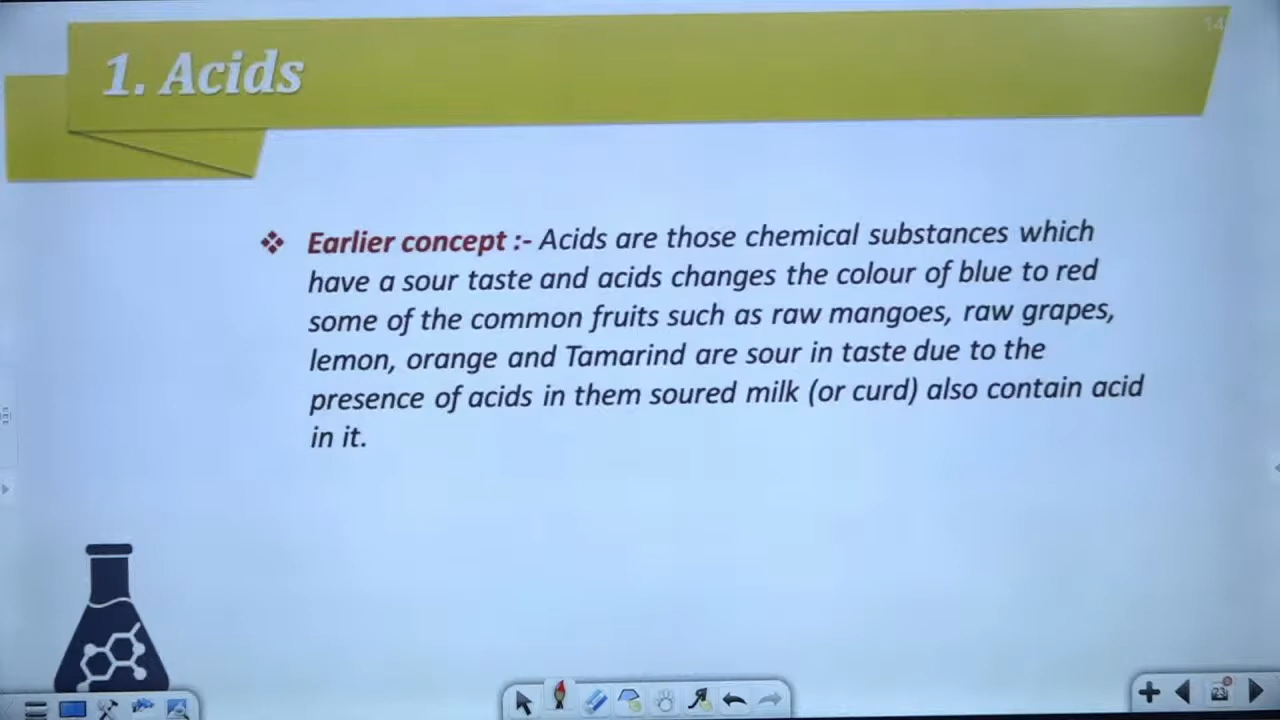 14
1. Acids
❖ Earlier concept :- Acids are those chemical substances which
have a sour taste and acids changes the colour of blue to red
some of the common fruits such as raw mangoes, raw grapes,
lemon, orange and Tamarind are sour in taste due to the
presence of acids in them soured milk (or curd) also contain acid
in it.
23